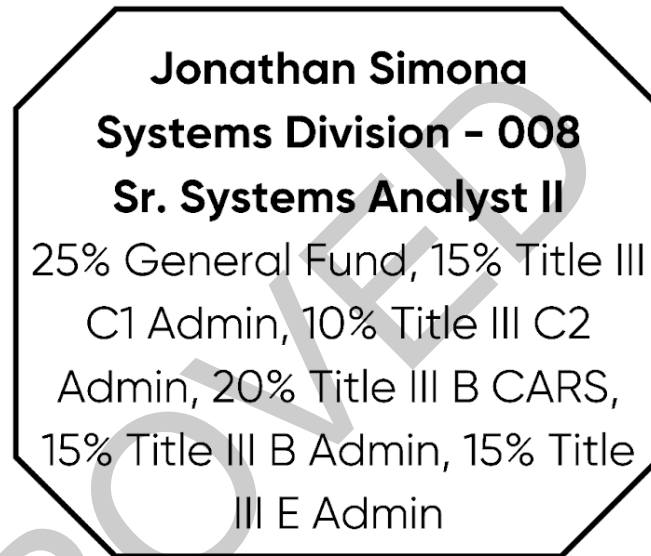 Jonathan Simona
Systems Division - 008
Sr. Systems Analyst II
25% General Fund, 15% Title III
C1 Admin, 10% Title III C2
Admin, 20% Title III B CARS,
15% Title III B Admin, 15% Title
III E Admin
OVED